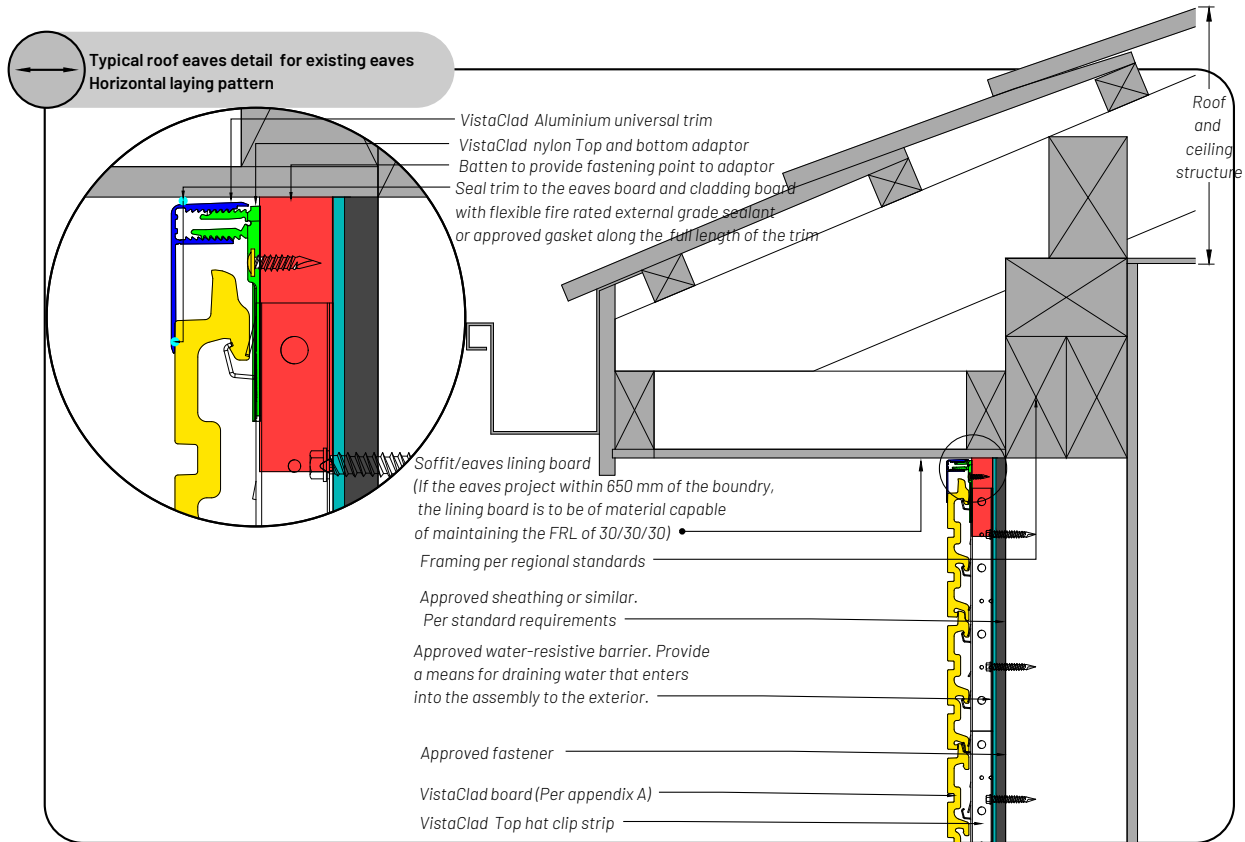 Typical roof eaves detail for existing eaves
Horizontal laying pattern
VistaClad Aluminium universal trim
VistaClad nylon Top and bottom adaptor
Batten to provide fastening point to adaptor
Seal trim to the eaves board and cladding board
with flexible fire rated external grade sealant
or approved gasket along the full length of the trim
Roof
and
ceiling
structure
Soffit/eaves lining board
(If the eaves project within 650 mm of the boundry,
the lining board is to be of material capable
of maintaining the FRL of 30/30/30)
Framing per regional standards
Approved sheathing or similar.
Per standard requirements
Approved water-resistive barrier. Provide
a means for draining water that enters
into the assembly to the exterior.
Approved fastener
VistaClad board (Per appendix A)
VistaClad Top hat clip strip